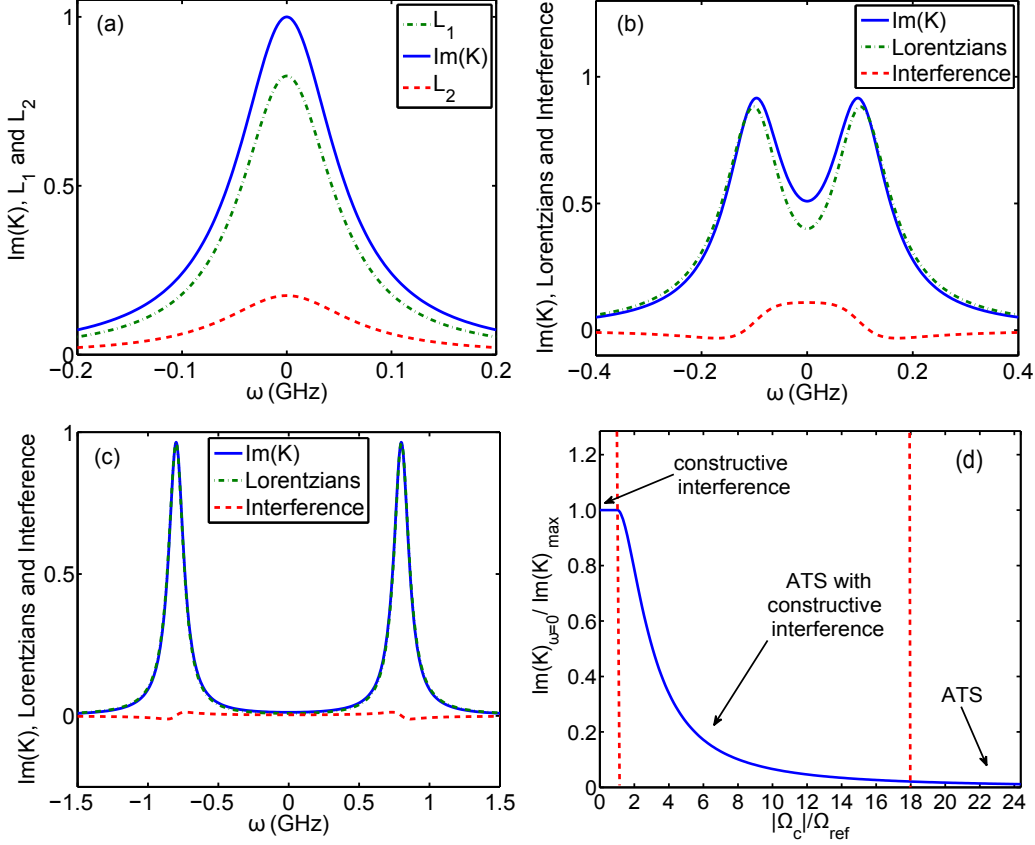 (a)
L1
Im(K)
L2
Im(K), L1 and L2
1
0.5
0
−0.2
−0.1
0
0.1
0.2
ω (GHz)
(b)
Im(K)
Lorentzians
Interference
Im(K), Lorentzians and Interference
1
0.5
0
−0.4
−0.2
0
0.2
0.4
ω (GHz)
(c)
Im(K)
Lorentzians
Interference
Im(K), Lorentzians and Interference
1
0.5
0
−1.5
−1
−0.5
0
0.5
1
1.5
ω (GHz)
(d)
constructive
interference
ATS with
constructive
interference
ATS
Im(K)ω=0/ Im(K) max
1.2
1.0
0.8
0.6
0.4
0.2
0
0
2
4
6
8
10
12
14
16
18
20
22
24
|Ωc|/Ωref